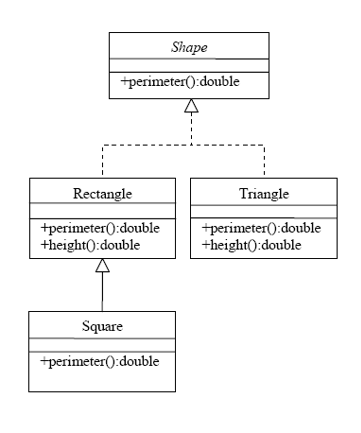 Shape
+perimeter():double
Rectangle
+perimeter():double
+height():double
Triangle
+perimeter():double
+height():double
Square
+perimeter():double